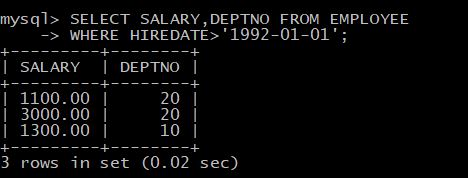 mysql> SELECT SALARY,DEPTNO FROM EMPLOYEE
    -> WHERE HIREDATE>'1992-01-01';
+---------+--------+
| SALARY  | DEPTNO |
+---------+--------+
| 1100.00 |     20 |
| 3000.00 |     20 |
| 1300.00 |     10 |
+---------+--------+
3 rows in set (0.02 sec)